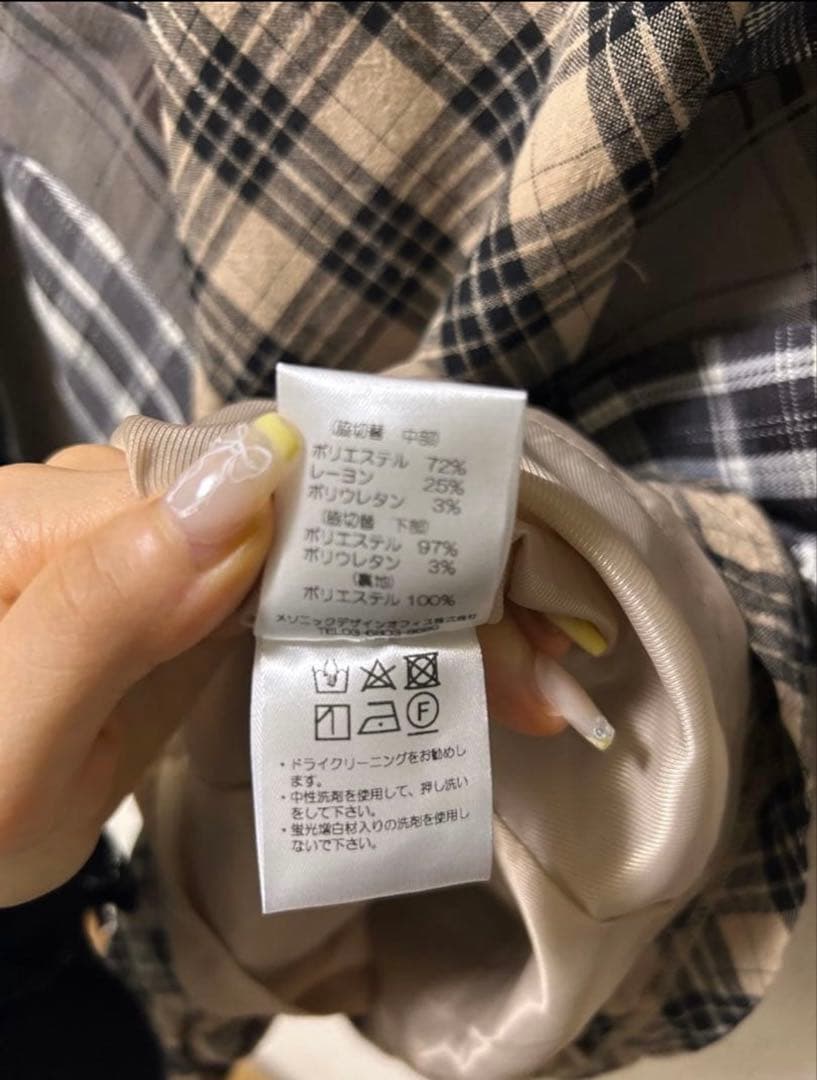 (脇切替 中部)
ポリエステル 72%
レーヨン 25%
ポリウレタン 3%
(脇切替 下部)
ポリエステル 97%
ポリウレタン 3%
(裏地)
ポリエステル 100%
メソニックデザインオフィス株式会社
F
・ドライクリーニングをお勧めし
ます。
・中性洗剤を使用して、押し洗い
をして下さい。
・蛍光増白材入りの洗剤を使用し
ないで下さい。